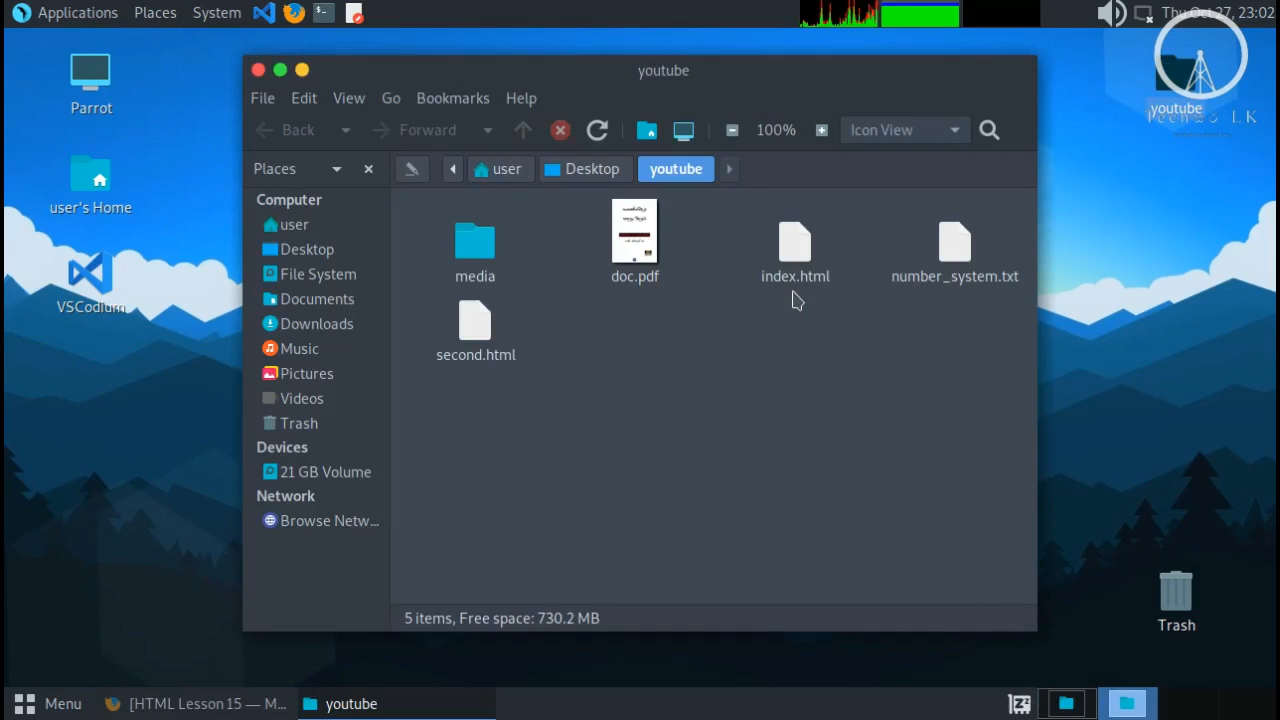 Applications Places System
Thu Oct 27, 23:02
Parrot
user's Home
VSCodium
youtube
Trash
youtube
File Edit View Go Bookmarks Help
Back Forward 100% Icon View
Places user Desktop youtube
Computer
user
Desktop
File System
Documents
Downloads
Music
Pictures
Videos
Trash
Devices
21 GB Volume
Network
Browse Netw...
media doc.pdf index.html number_system.txt
second.html
5 items, Free space: 730.2 MB
Menu [HTML Lesson 15 — M... youtube